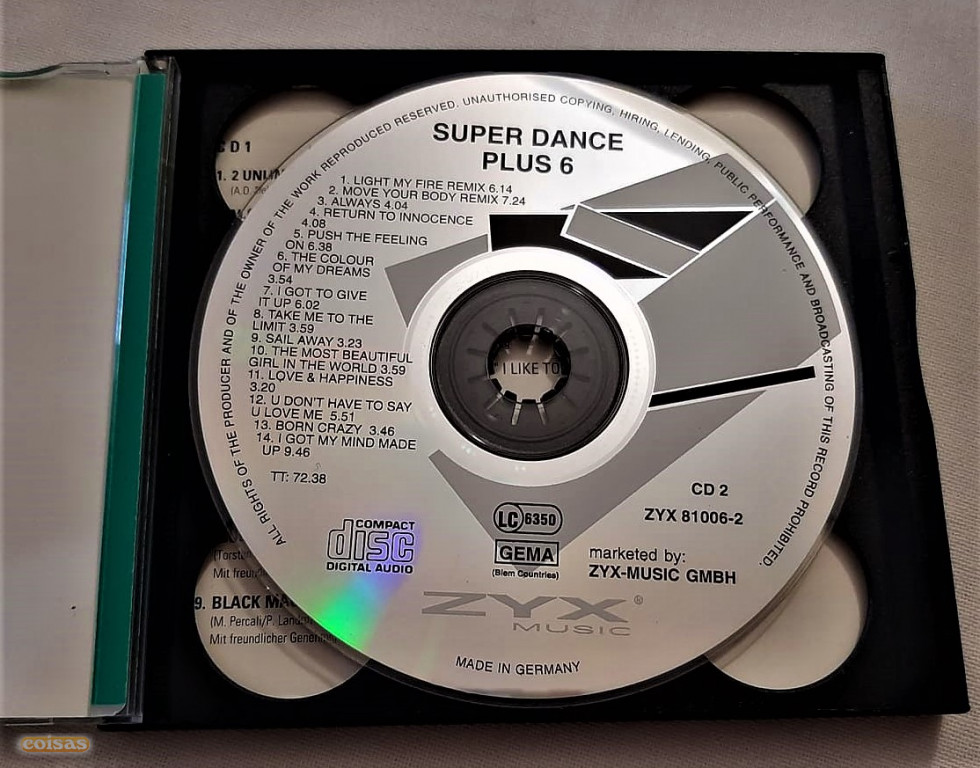 ALL RIGHTS OF THE PRODUCER AND OF THE OWNER OF THE WORK REPRODUCED RESERVED. UNAUTHORISED COPYING, HIRING, LENDING, PUBLIC PERFORMANCE AND BROADCASTING OF THIS RECORD PROHIBITED.
SUPER DANCE
PLUS 6
1. LIGHT MY FIRE REMIX 6.14
2. MOVE YOUR BODY REMIX 7.24
3. ALWAYS 4.04
4. RETURN TO INNOCENCE
4.08
5. PUSH THE FEELING
ON 6.38
6. THE COLOUR
OF MY DREAMS
3.54
7. I GOT TO GIVE
IT UP 6.02
8. TAKE ME TO THE
LIMIT 3.59
9. SAIL AWAY 3.23
10. THE MOST BEAUTIFUL
GIRL IN THE WORLD 3.59
11. LOVE & HAPPINESS
3.20
12. U DON'T HAVE TO SAY
U LOVE ME 5.51
13. BORN CRAZY 3.46
14. I GOT MY MIND MADE
UP 9.46
TT: 72.38
COMPACT
disc
DIGITAL AUDIO
LC 6350
GEMA
(Biem Countries)
CD 2
ZYX 81006-2
marketed by:
ZYX-MUSIC GMBH
ZYX®
MUSIC
MADE IN GERMANY
D 1
1. 2
I LIKE TO
Mit
9. BLACK
(M. Percali/P.
Mit freundlicher
coisas